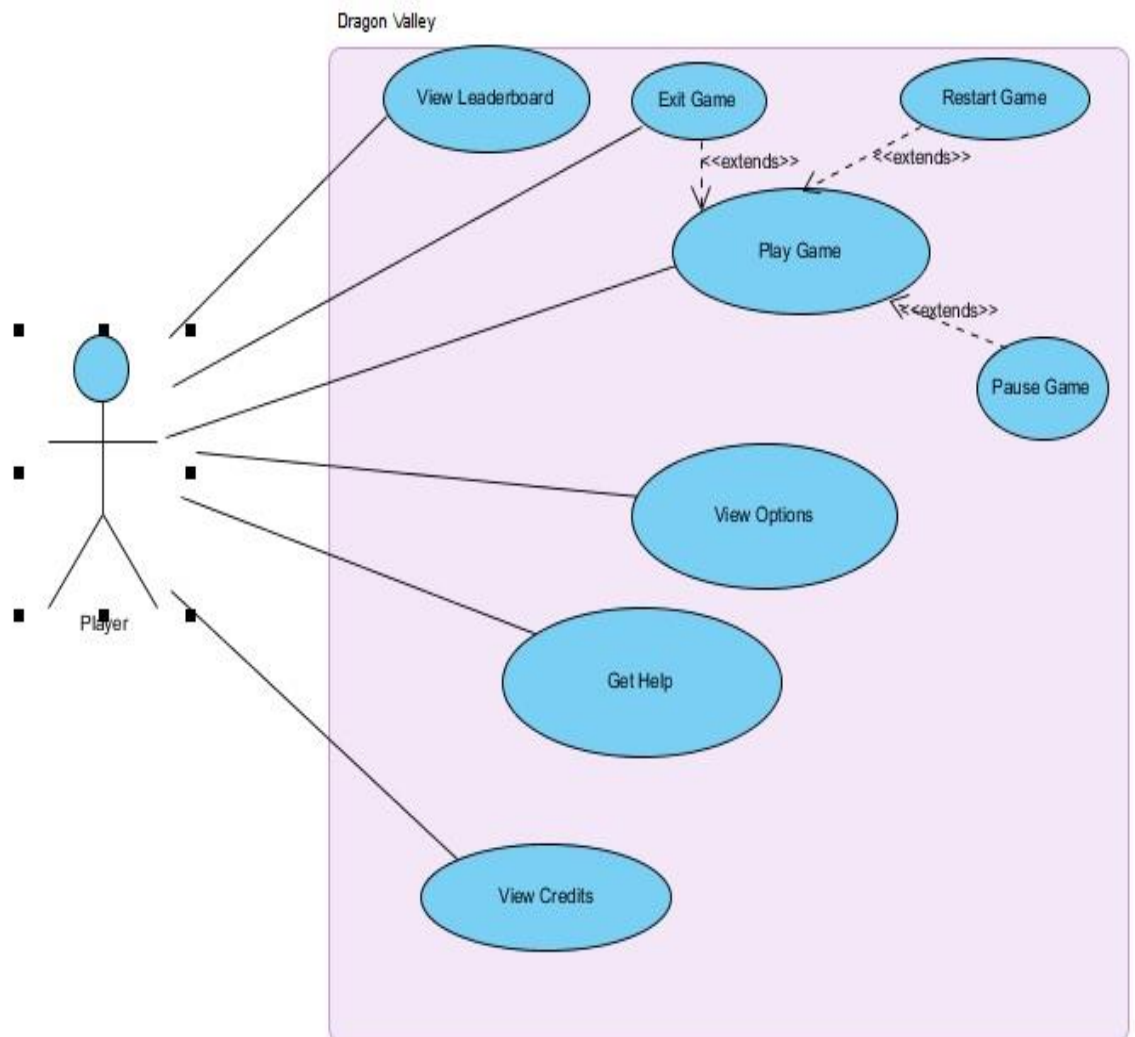 Dragon Valley
View Leaderboard
Exit Game
Restart Game
<<extends>>
<<extends>>
Play Game
<<extends>>
Pause Game
View Options
Player
Get Help
View Credits